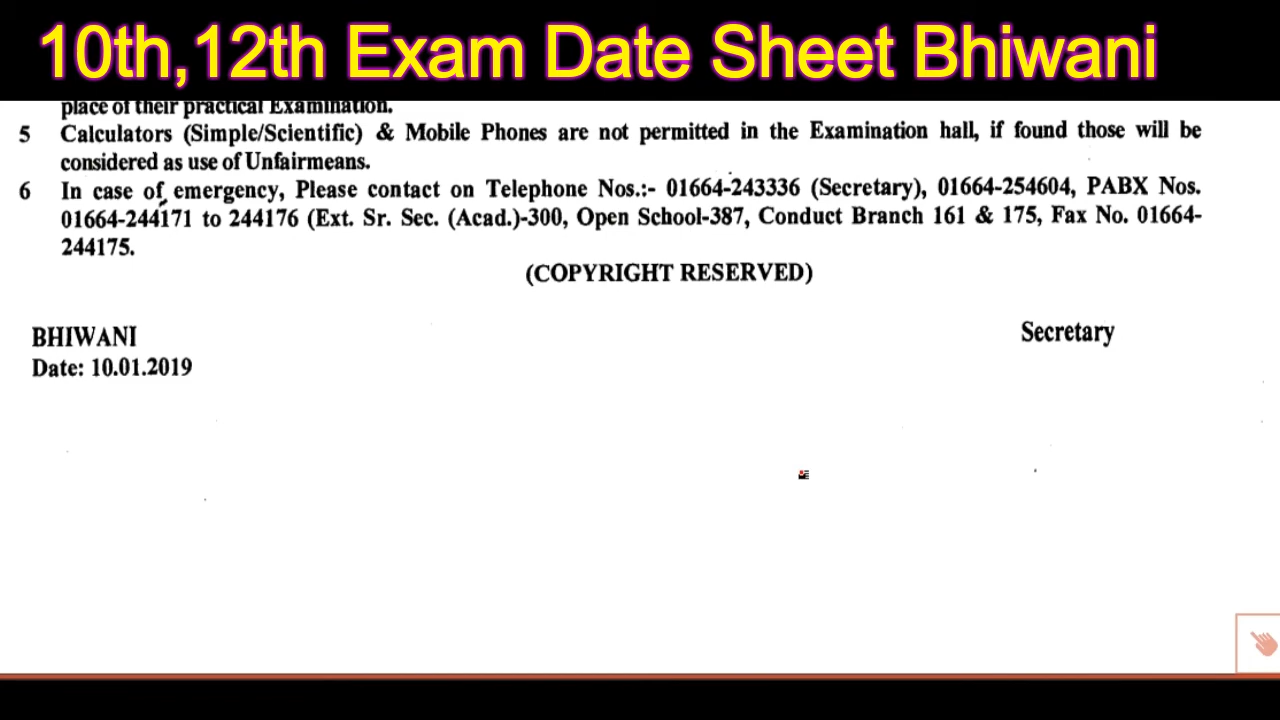 10th,12th Exam Date Sheet Bhiwani
place of their practical Examination.
5 Calculators (Simple/Scientific) & Mobile Phones are not permitted in the Examination hall, if found those will be
considered as use of Unfairmeans.
6 In case of emergency, Please contact on Telephone Nos.:- 01664-243336 (Secretary), 01664-254604, PABX Nos.
01664-244171 to 244176 (Ext. Sr. Sec. (Acad.)-300, Open School-387, Conduct Branch 161 & 175, Fax No. 01664-
244175.
(COPYRIGHT RESERVED)
BHIWANI
Secretary
Date: 10.01.2019